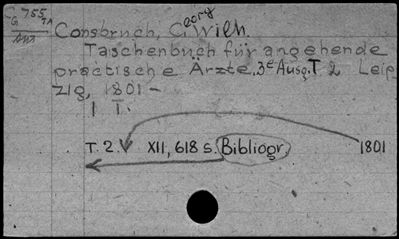 G 755 7A
Consbruch, Georg Wilh.
Taschenbuch für angehende
practische Ärzte. 3e Ausg. T 2 Leip
zig, 1801 -
1 T.
T. 2. XII, 618 s. Bibliogr. 1801